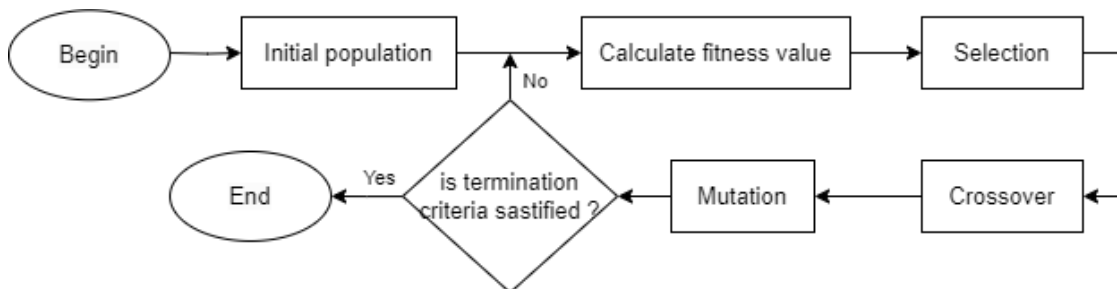 Begin
Initial population
Calculate fitness value
Selection
No
Yes
End
is termination
criteria sastified ?
Mutation
Crossover